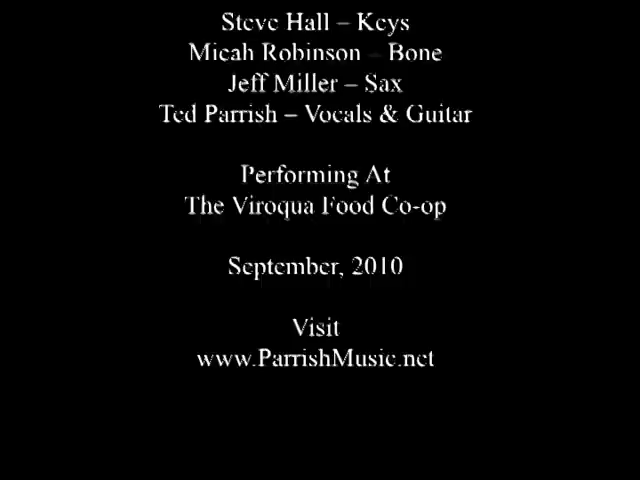 Steve Hall – Keys
Micah Robinson – Bone
Jeff Miller – Sax
Ted Parrish – Vocals & Guitar
Performing At
The Viroqua Food Co-op
September, 2010
Visit
www.ParrishMusic.net